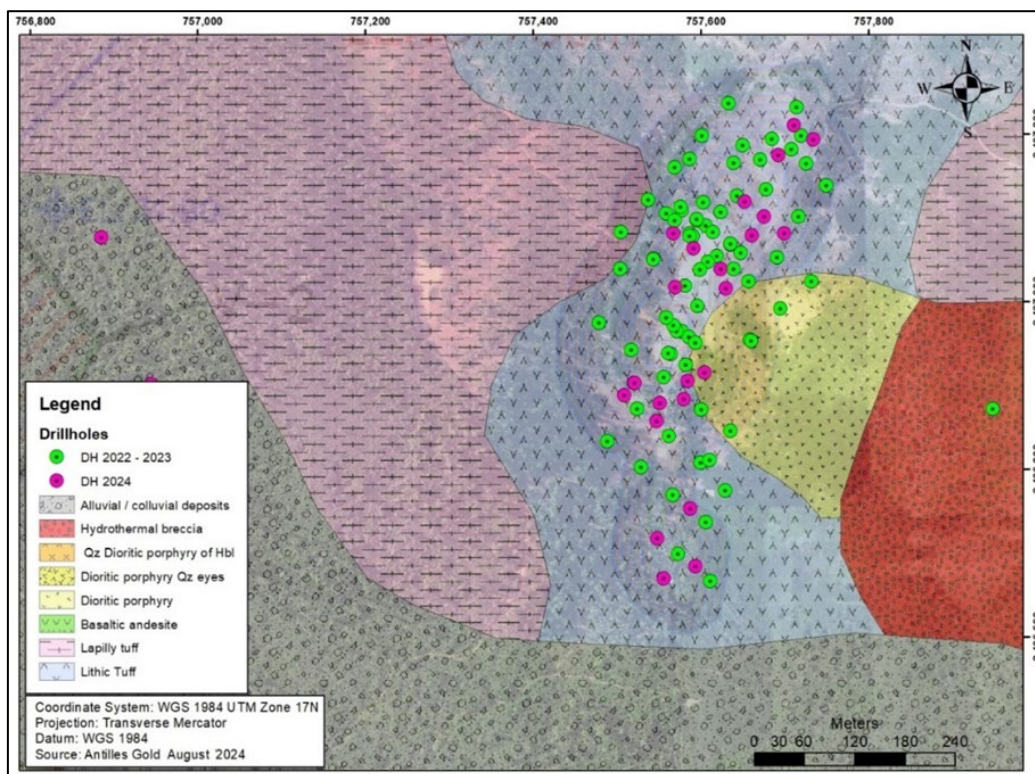 756,800 757,000 757,200 757,400 757,600 757,800
N
W E
S
Legend
Drillholes
DH 2022 - 2023
DH 2024
Alluvial / colluvial deposits
Hydrothermal breccia
Qz Dioritic porphyry of Hbl
Dioritic porphyry Qz eyes
Dioritic porphyry
Basaltic andesite
Lapilly tuff
Lithic Tuff
Coordinate System: WGS 1984 UTM Zone 17N
Projection: Transverse Mercator
Datum: WGS 1984
Source: Antilles Gold August 2024
Meters
0 30 60 120 180 240